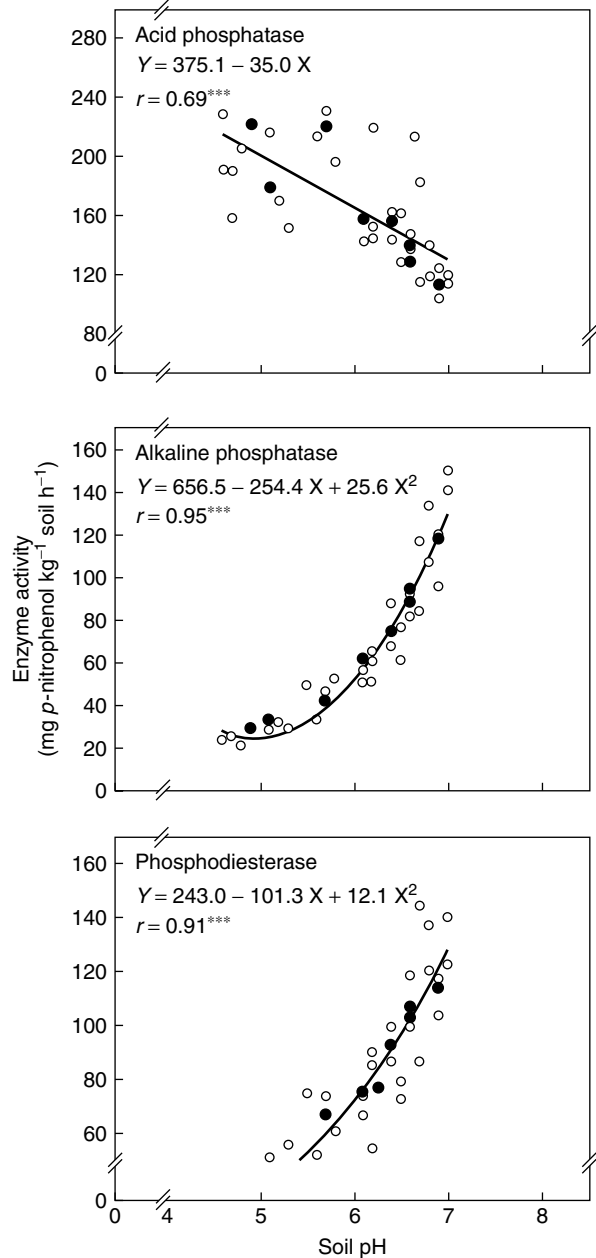 Acid phosphatase
Y = 375.1 − 35.0 X
r = 0.69***
280
240
200
160
120
80
0
Alkaline phosphatase
Y = 656.5 − 254.4 X + 25.6 X²
r = 0.95***
160
140
120
100
80
60
40
20
0
Enzyme activity
(mg p-nitrophenol kg⁻¹ soil h⁻¹)
Phosphodiesterase
Y = 243.0 − 101.3 X + 12.1 X²
r = 0.91***
160
140
120
100
80
60
0
0 4 5 6 7 8
Soil pH